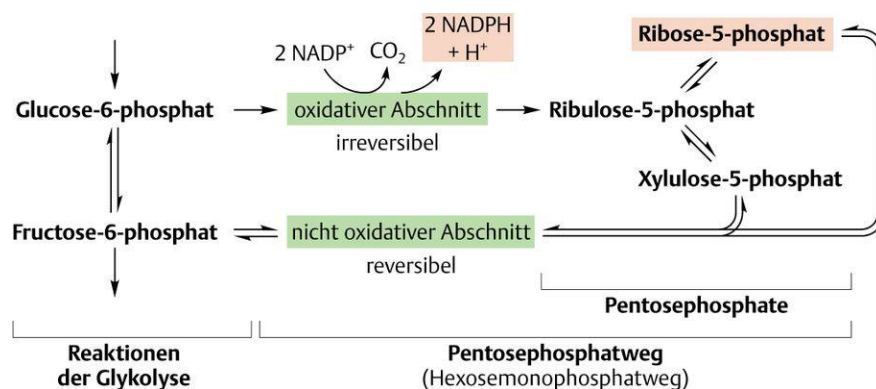 2 NADP⁺
CO₂
2 NADPH
+ H⁺
Ribose-5-phosphat
Glucose-6-phosphat
oxidativer Abschnitt
irreversibel
Ribulose-5-phosphat
Xylulose-5-phosphat
Fructose-6-phosphat
nicht oxidativer Abschnitt
reversibel
Pentosephosphate
Reaktionen
der Glykolyse
Pentosephosphatweg
(Hexosemonophosphatweg)